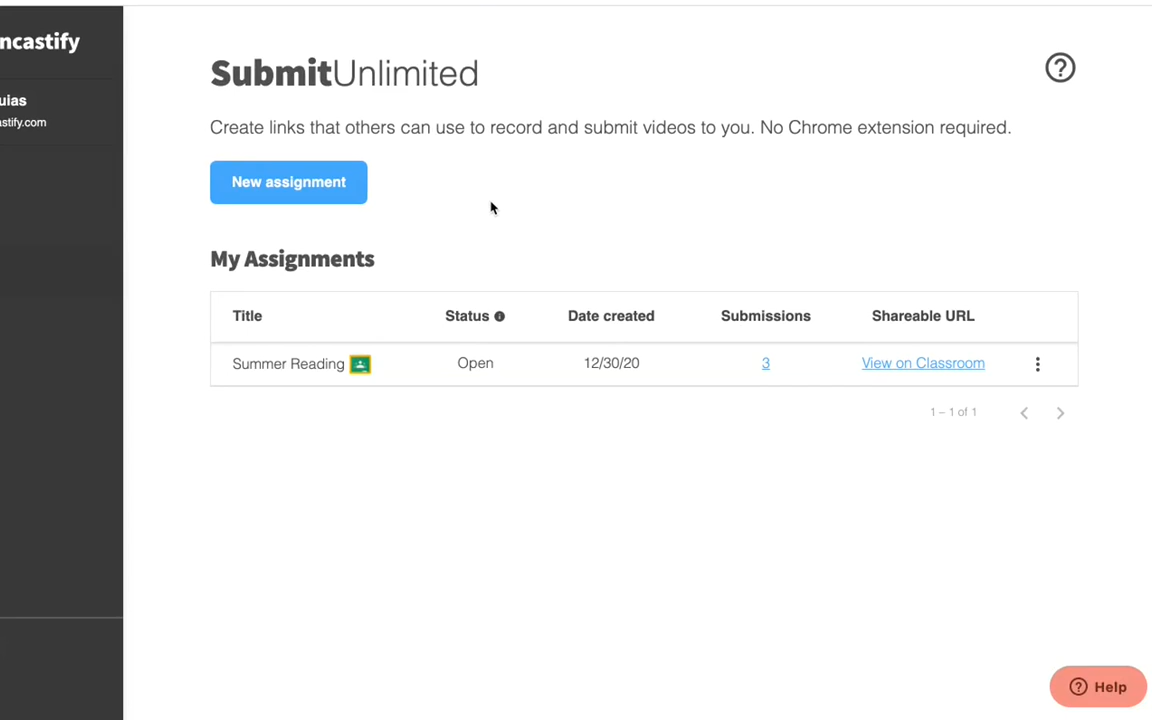 ncastify
uias
astify.com
SubmitUnlimited
Create links that others can use to record and submit videos to you. No Chrome extension required.
New assignment
My Assignments
Title Status Date created Submissions Shareable URL
Summer Reading Open 12/30/20 3 View on Classroom
1 – 1 of 1
Help